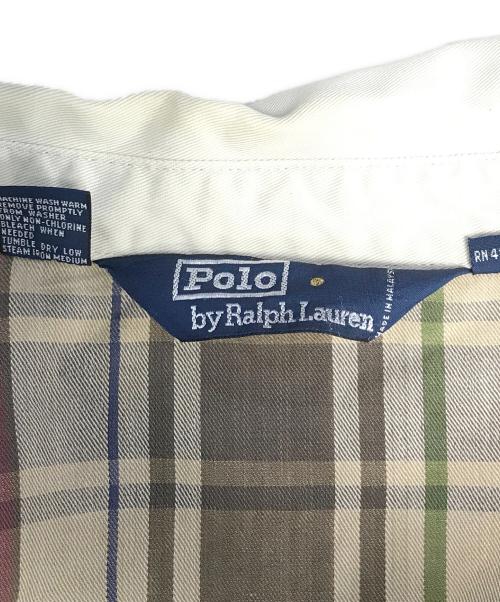 MACHINE WASH WARM
REMOVE PROMPTLY
FROM WASHER
ONLY NON-CHLORINE
BLEACH WHEN
NEEDED
TUMBLE DRY LOW
STEAM IRON MEDIUM
Polo
by Ralph Lauren
MADE IN MALAYS
RN 4